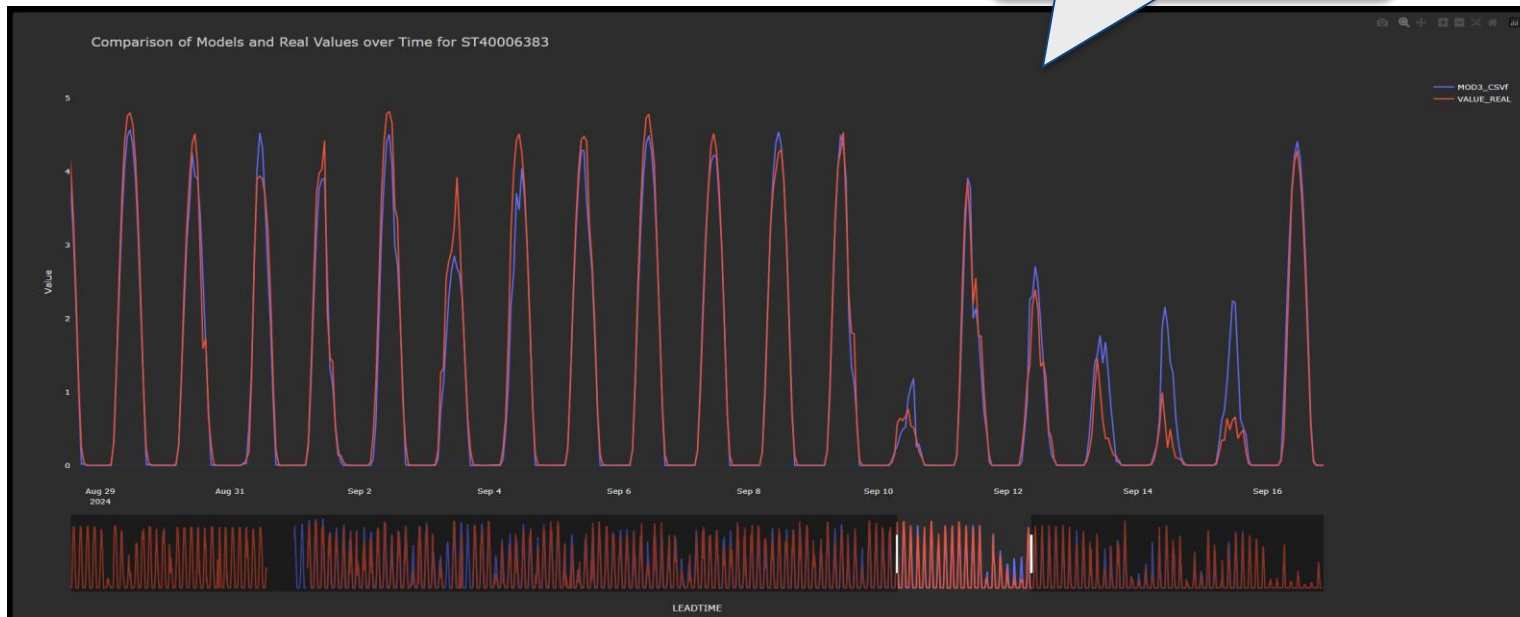 Comparison of Models and Real Values over Time for ST40006383
MOD3_CSVf
VALUE_REAL
5
4
3
2
1
0
Value
Aug 29
2024
Aug 31
Sep 2
Sep 4
Sep 6
Sep 8
Sep 10
Sep 12
Sep 14
Sep 16
LEADTIME